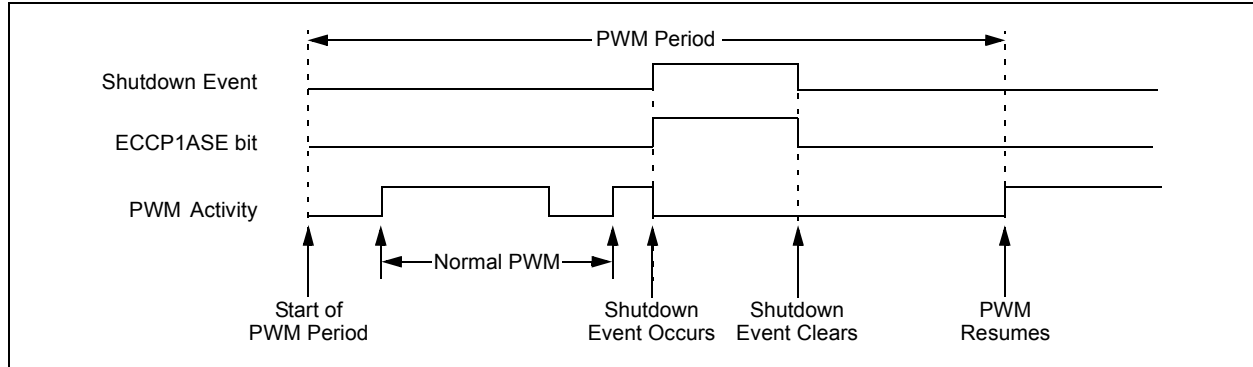 PWM Period
Shutdown Event
ECCP1ASE bit
PWM Activity
Normal PWM
Start of
PWM Period
Shutdown
Event Occurs
Shutdown
Event Clears
PWM
Resumes